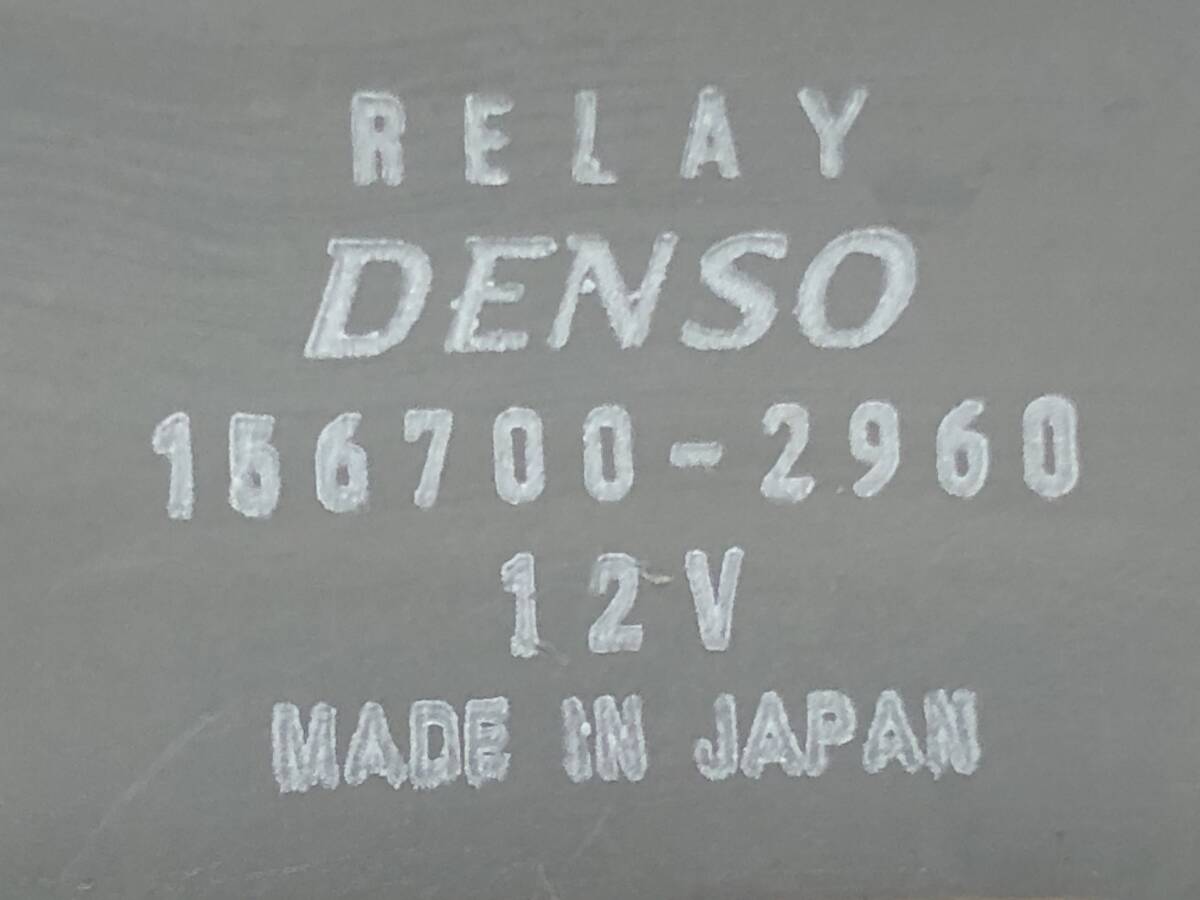 RELAY
DENSO
156700-2960
12V
MADE IN JAPAN